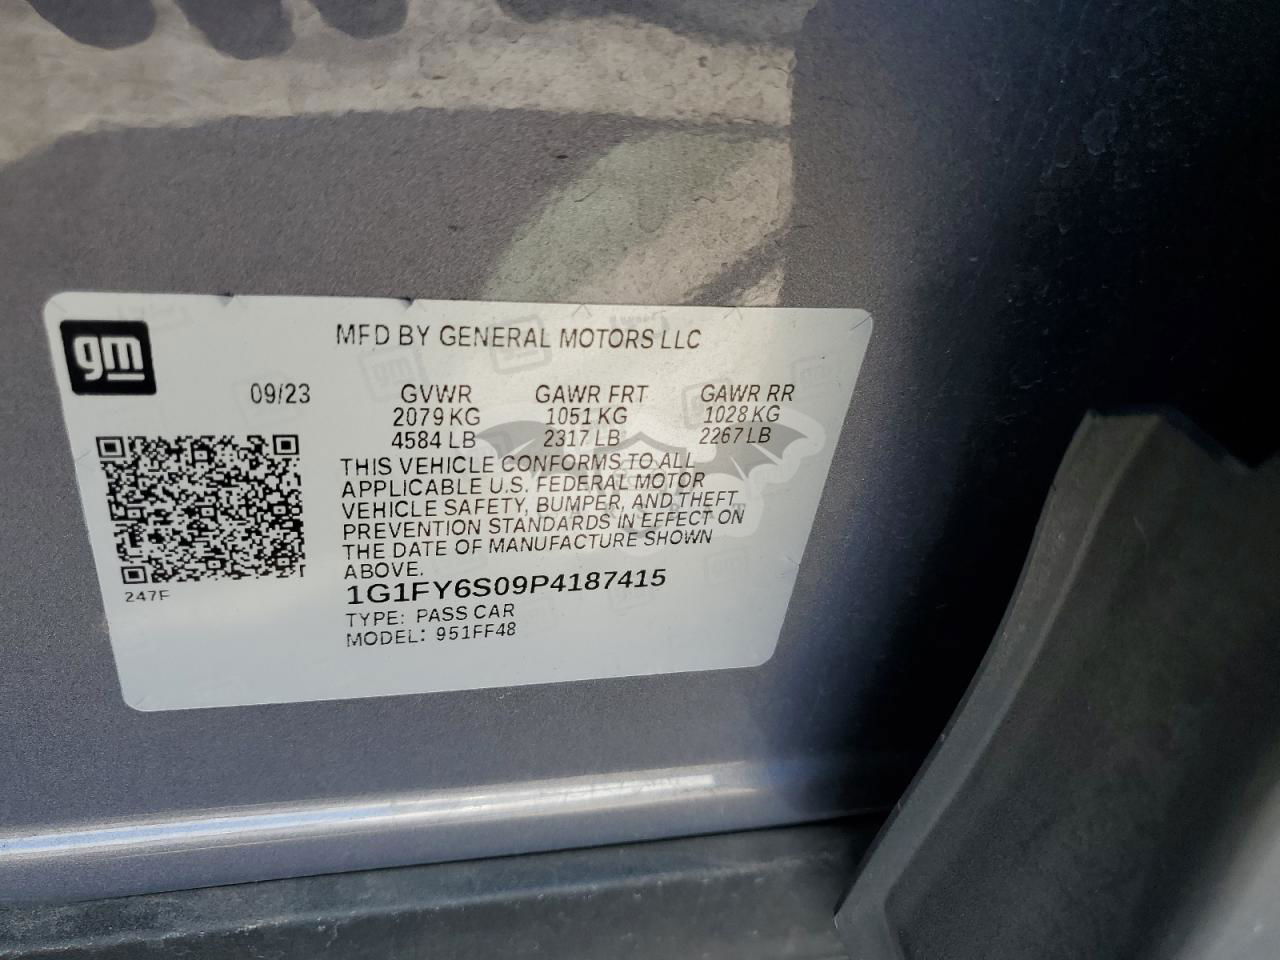 gm
MFD BY GENERAL MOTORS LLC
09/23 GVWR GAWR FRT GAWR RR
2079 KG 1051 KG 1028 KG
4584 LB 2317 LB 2267 LB
THIS VEHICLE CONFORMS TO ALL
APPLICABLE U.S. FEDERAL MOTOR
VEHICLE SAFETY, BUMPER, AND THEFT
PREVENTION STANDARDS IN EFFECT ON
THE DATE OF MANUFACTURE SHOWN
ABOVE.
1G1FY6S09P4187415
247F
TYPE: PASS CAR
MODEL: 951FF48